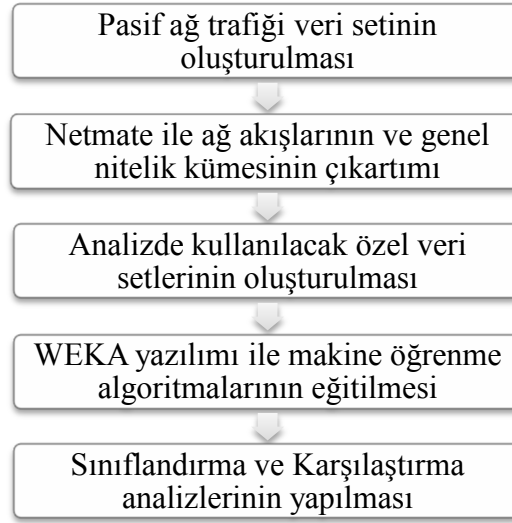 Pasif ağ trafiği veri setinin
oluşturulması
Netmate ile ağ akışlarının ve genel
nitelik kümesinin çıkartımı
Analizde kullanılacak özel veri
setlerinin oluşturulması
WEKA yazılımı ile makine öğrenme
algoritmalarının eğitilmesi
Sınıflandırma ve Karşılaştırma
analizlerinin yapılması